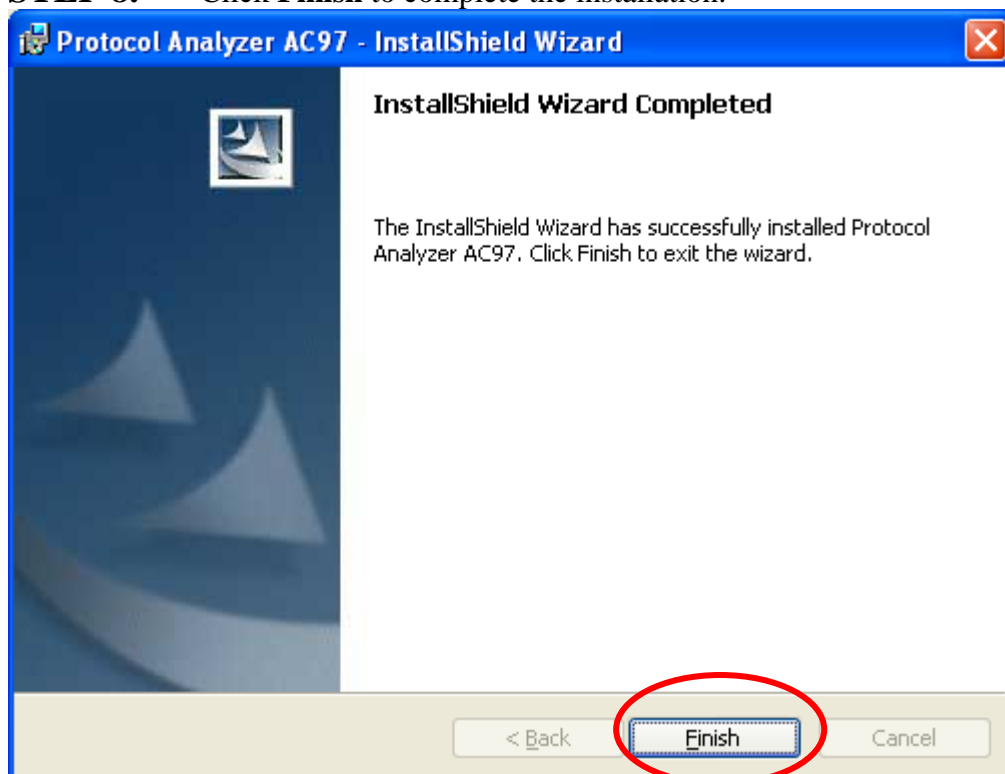 Click Finish to complete the installation.
Protocol Analyzer AC97 - InstallShield Wizard
InstallShield Wizard Completed
The InstallShield Wizard has successfully installed Protocol
Analyzer AC97. Click Finish to exit the wizard.
< Back Finish Cancel